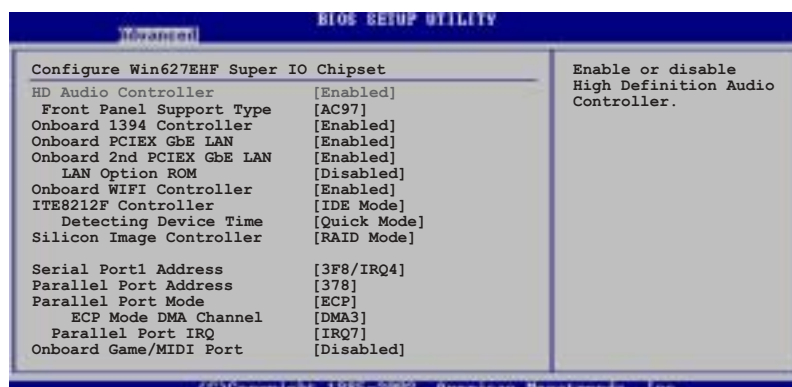 BIOS SETUP UTILITY
Advanced
Configure Win627EHF Super IO Chipset
HD Audio Controller [Enabled]
Front Panel Support Type [AC97]
Onboard 1394 Controller [Enabled]
Onboard PCIEX GbE LAN [Enabled]
Onboard 2nd PCIEX GbE LAN [Enabled]
LAN Option ROM [Disabled]
Onboard WIFI Controller [Enabled]
ITE8212F Controller [IDE Mode]
Detecting Device Time [Quick Mode]
Silicon Image Controller [RAID Mode]
Serial Port1 Address [3F8/IRQ4]
Parallel Port Address [378]
Parallel Port Mode [ECP]
ECP Mode DMA Channel [DMA3]
Parallel Port IRQ [IRQ7]
Onboard Game/MIDI Port [Disabled]
Enable or disable
High Definition Audio
Controller.